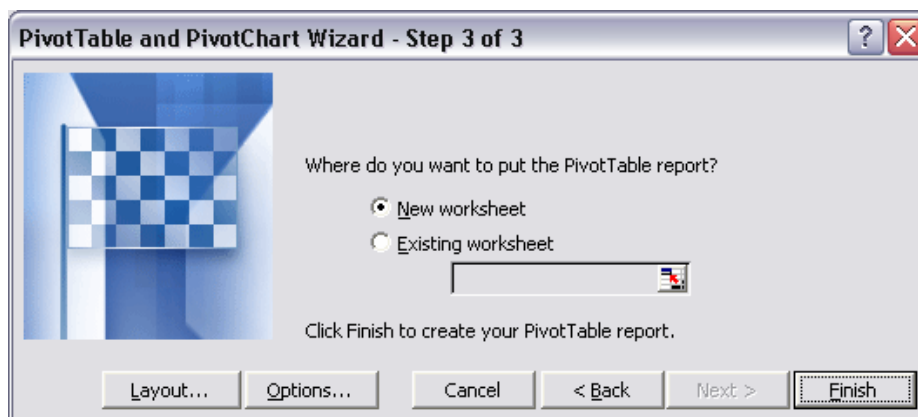 PivotTable and PivotChart Wizard - Step 3 of 3
?
Where do you want to put the PivotTable report?
New worksheet
Existing worksheet
Click Finish to create your PivotTable report.
Layout... Options... Cancel < Back Next > Finish